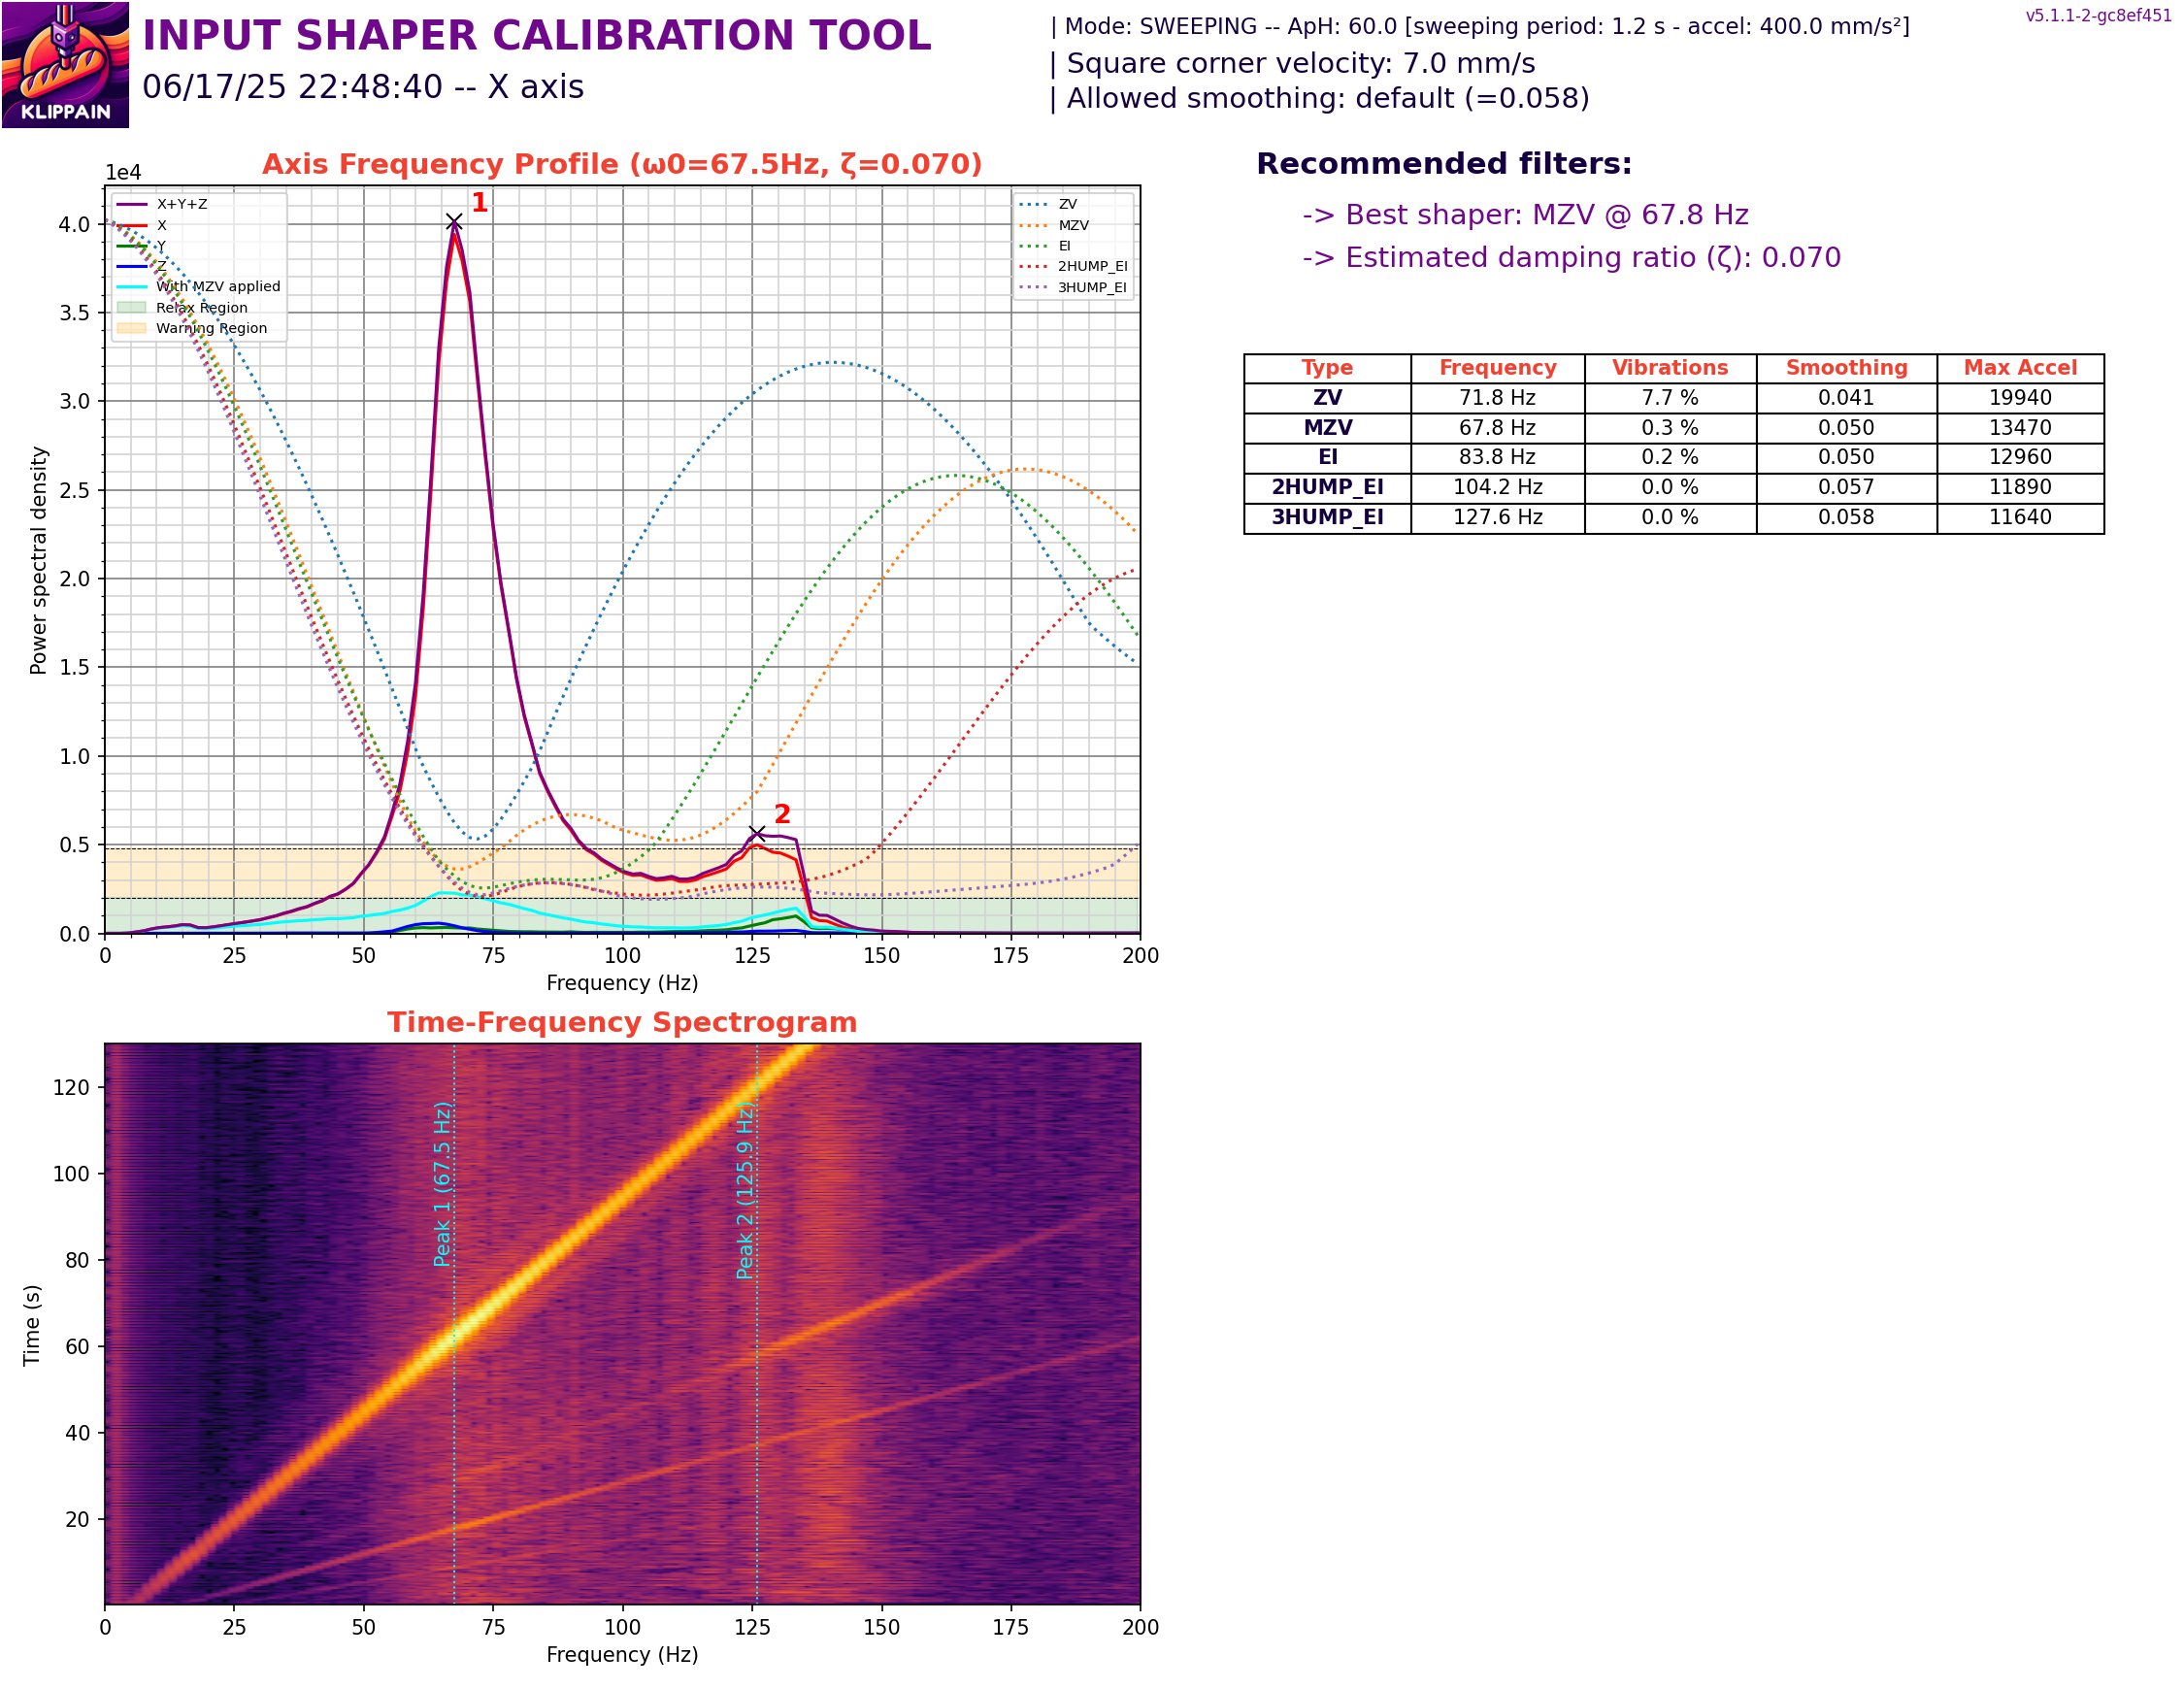 KLIPPAIN
INPUT SHAPER CALIBRATION TOOL
06/17/25 22:48:40 -- X axis
| Mode: SWEEPING -- ApH: 60.0 [sweeping period: 1.2 s - accel: 400.0 mm/s²]
| Square corner velocity: 7.0 mm/s
| Allowed smoothing: default (=0.058)
v5.1.1-2-gc8ef451
Axis Frequency Profile (ω0=67.5Hz, ζ=0.070)
1e4
X+Y+Z
X
Y
Z
With MZV applied
Relax Region
Warning Region
ZV
MZV
EI
2HUMP_EI
3HUMP_EI
1
2
4.0
3.5
3.0
2.5
2.0
1.5
1.0
0.5
0.0
Power spectral density
0 25 50 75 100 125 150 175 200
Frequency (Hz)
Recommended filters:
-> Best shaper: MZV @ 67.8 Hz
-> Estimated damping ratio (ζ): 0.070
Type Frequency Vibrations Smoothing Max Accel
ZV 71.8 Hz 7.7 % 0.041 19940
MZV 67.8 Hz 0.3 % 0.050 13470
EI 83.8 Hz 0.2 % 0.050 12960
2HUMP_EI 104.2 Hz 0.0 % 0.057 11890
3HUMP_EI 127.6 Hz 0.0 % 0.058 11640
Time-Frequency Spectrogram
120
100
80
60
40
20
Time (s)
Peak 1 (67.5 Hz)
Peak 2 (125.9 Hz)
0 25 50 75 100 125 150 175 200
Frequency (Hz)